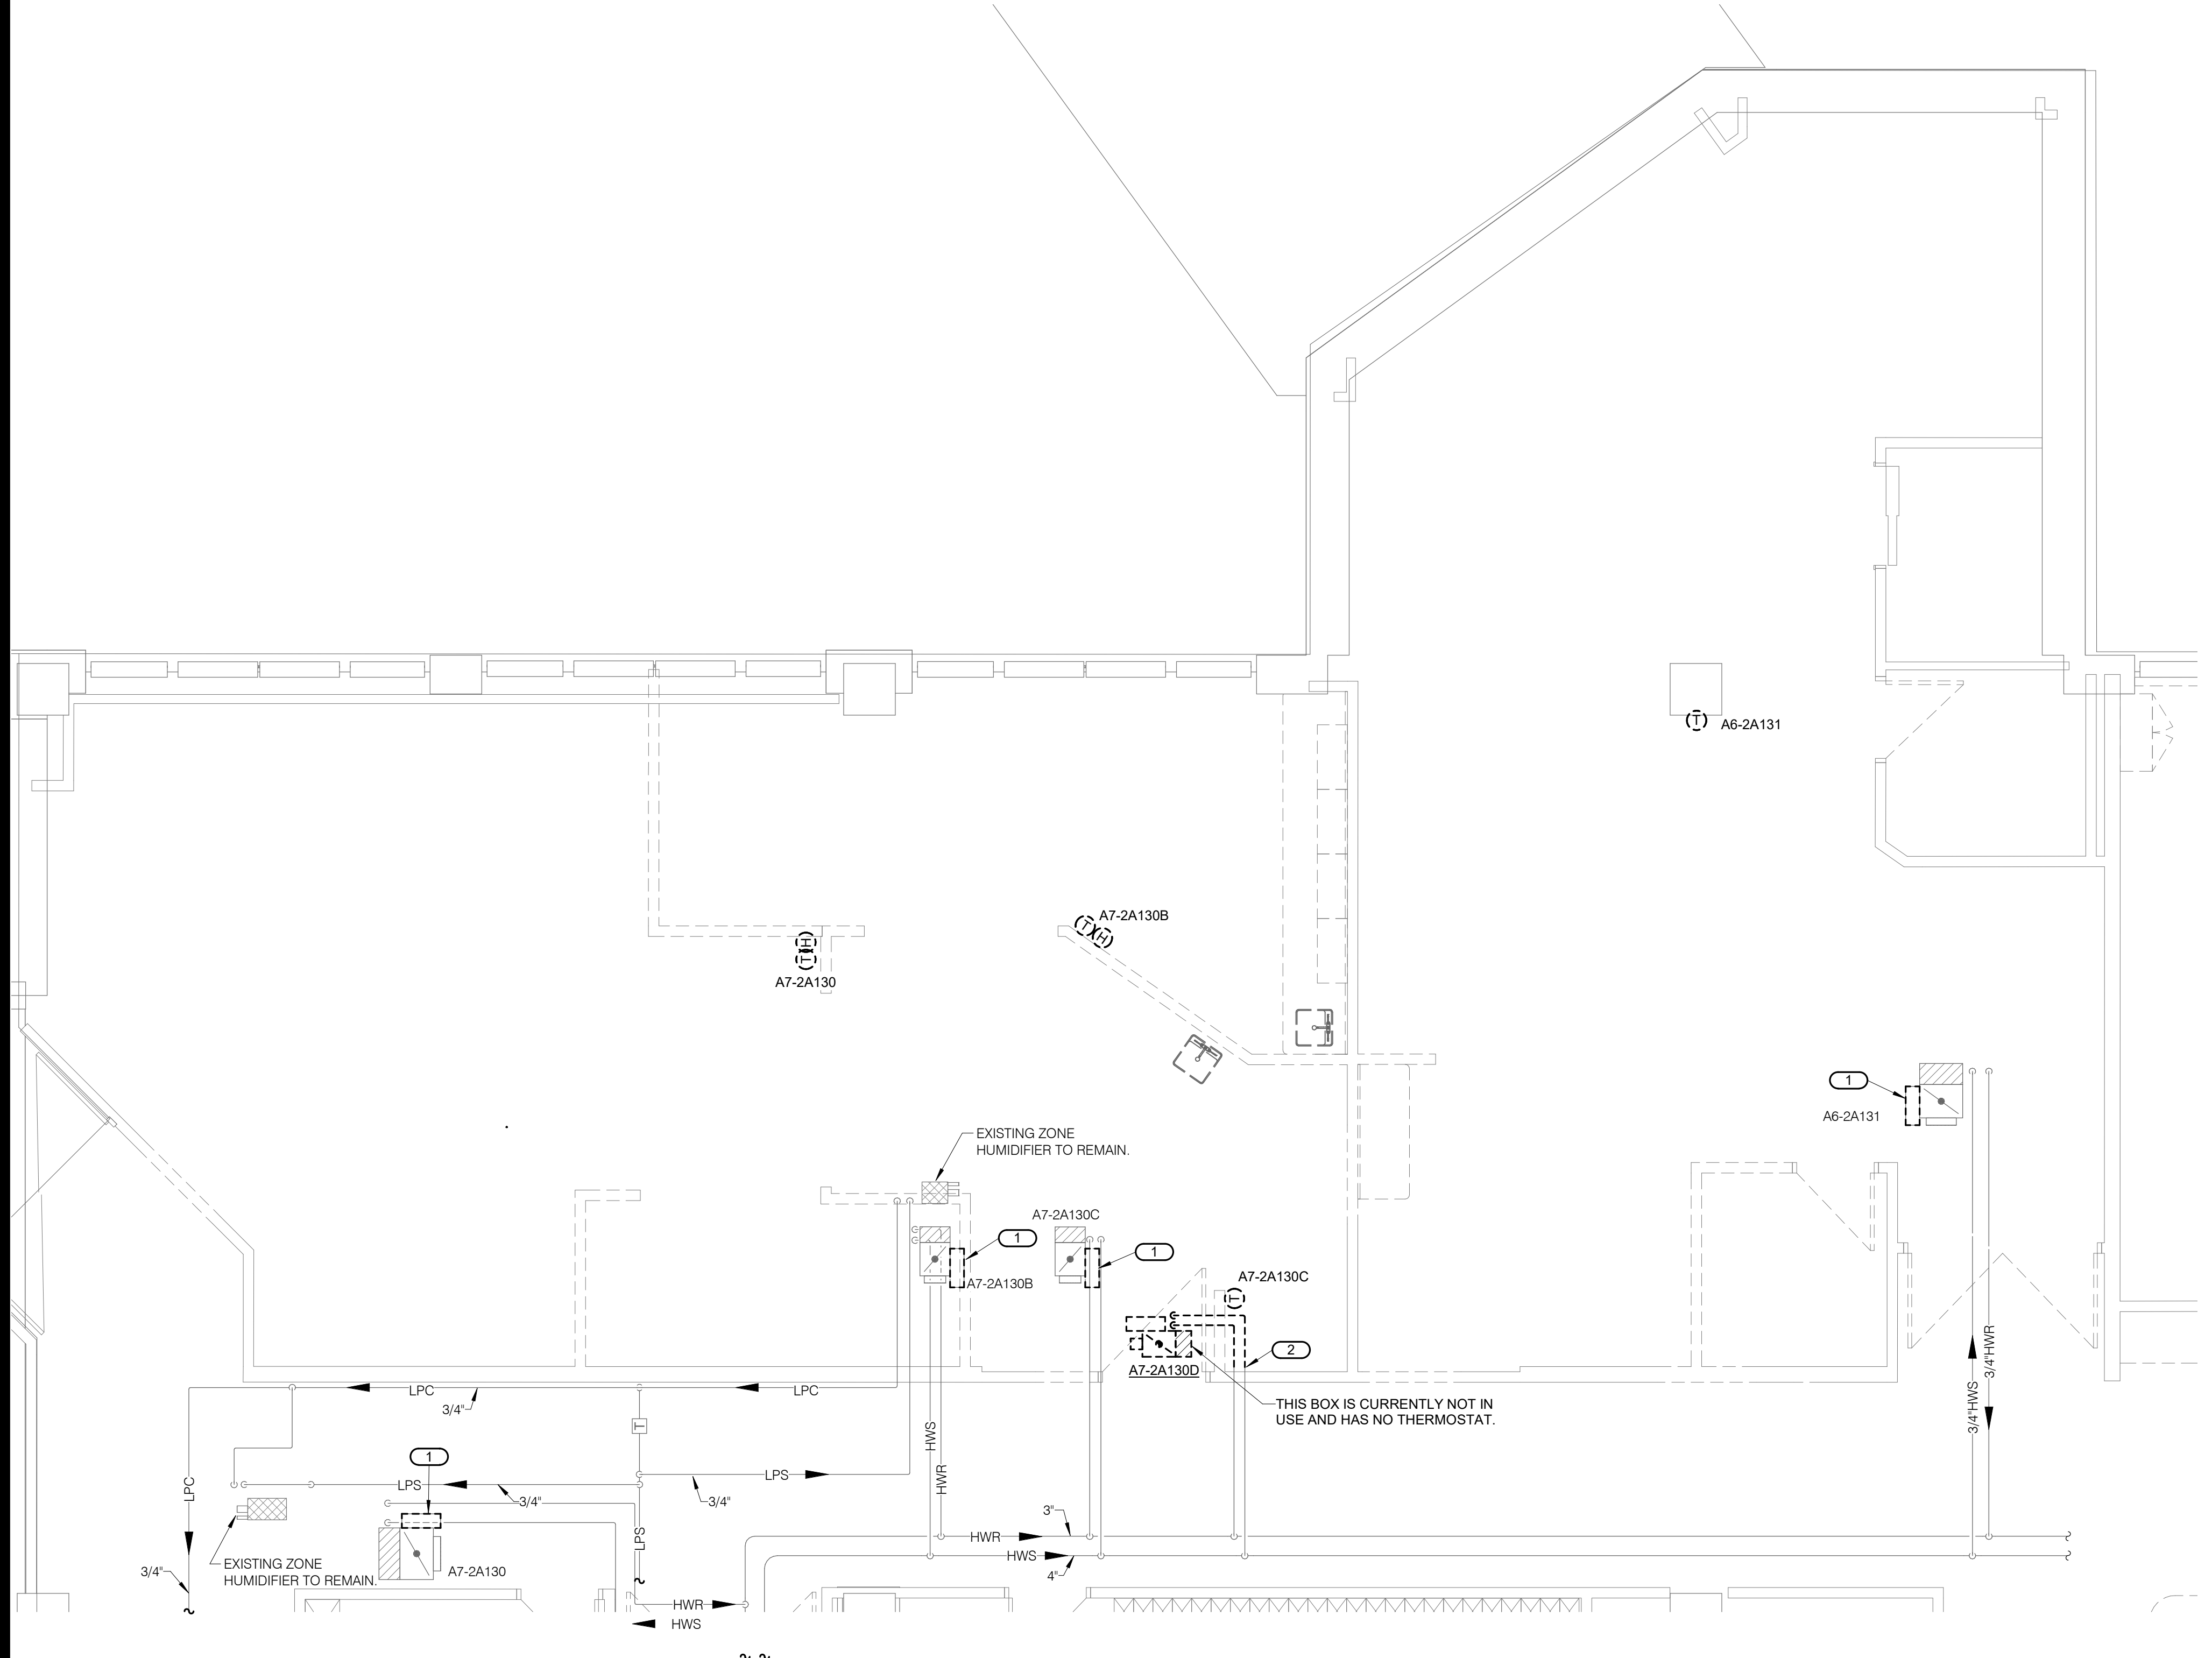 T
A6-2A131
A7-2A130B
T
H
H
T
A7-2A130
1
A6-2A131
EXISTING ZONE
HUMIDIFIER TO REMAIN.
A7-2A130C
1
1
A7-2A130B
A7-2A130C
T
2
A7-2A130D
THIS BOX IS CURRENTLY NOT IN
USE AND HAS NO THERMOSTAT.
3/4"HWS
3/4"HWR
LPC
LPC
3/4"
T
HWS
HWR
1
LPC
LPS
LPS
3/4"
3/4"
LPS
3"
HWR
HWS
4"
EXISTING ZONE
HUMIDIFIER TO REMAIN.
3/4"
A7-2A130
HWR
HWS